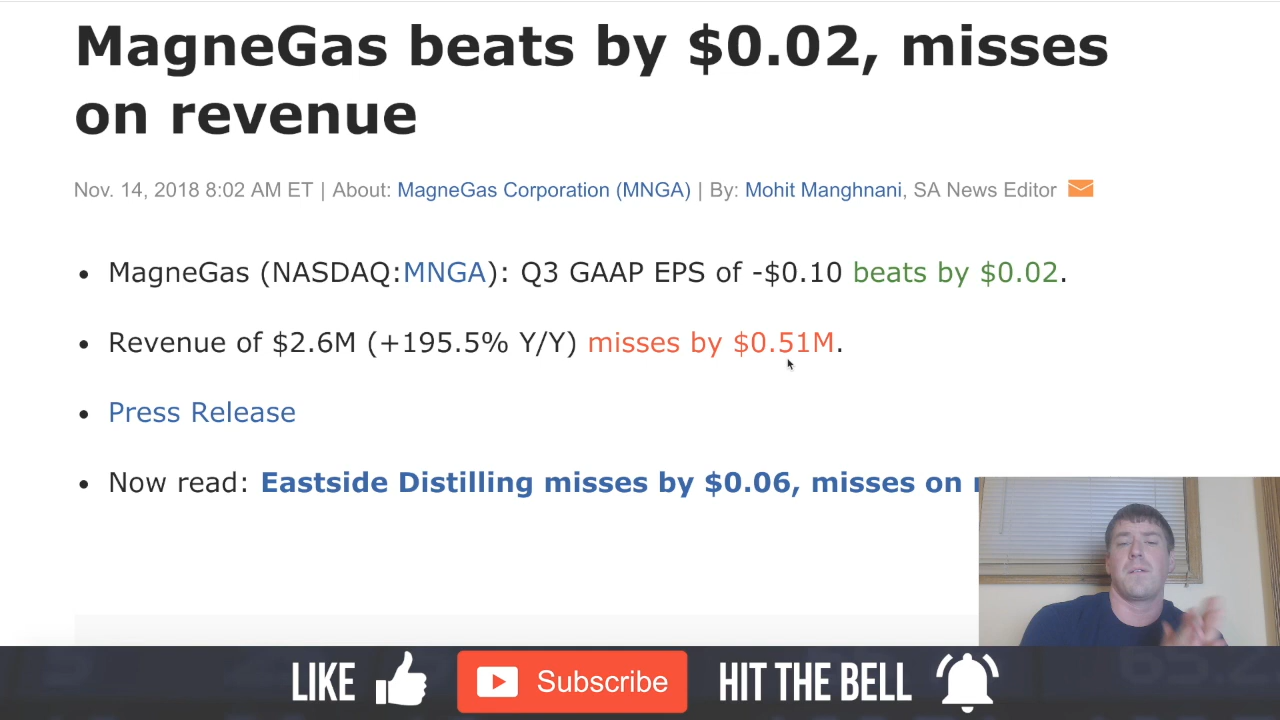 MagneGas beats by $0.02, misses
on revenue
Nov. 14, 2018 8:02 AM ET | About: MagneGas Corporation (MNGA) | By: Mohit Manghnani, SA News Editor
• MagneGas (NASDAQ:MNGA): Q3 GAAP EPS of -$0.10 beats by $0.02.
• Revenue of $2.6M (+195.5% Y/Y) misses by $0.51M.
• Press Release
• Now read: Eastside Distilling misses by $0.06, misses on
LIKE Subscribe HIT THE BELL